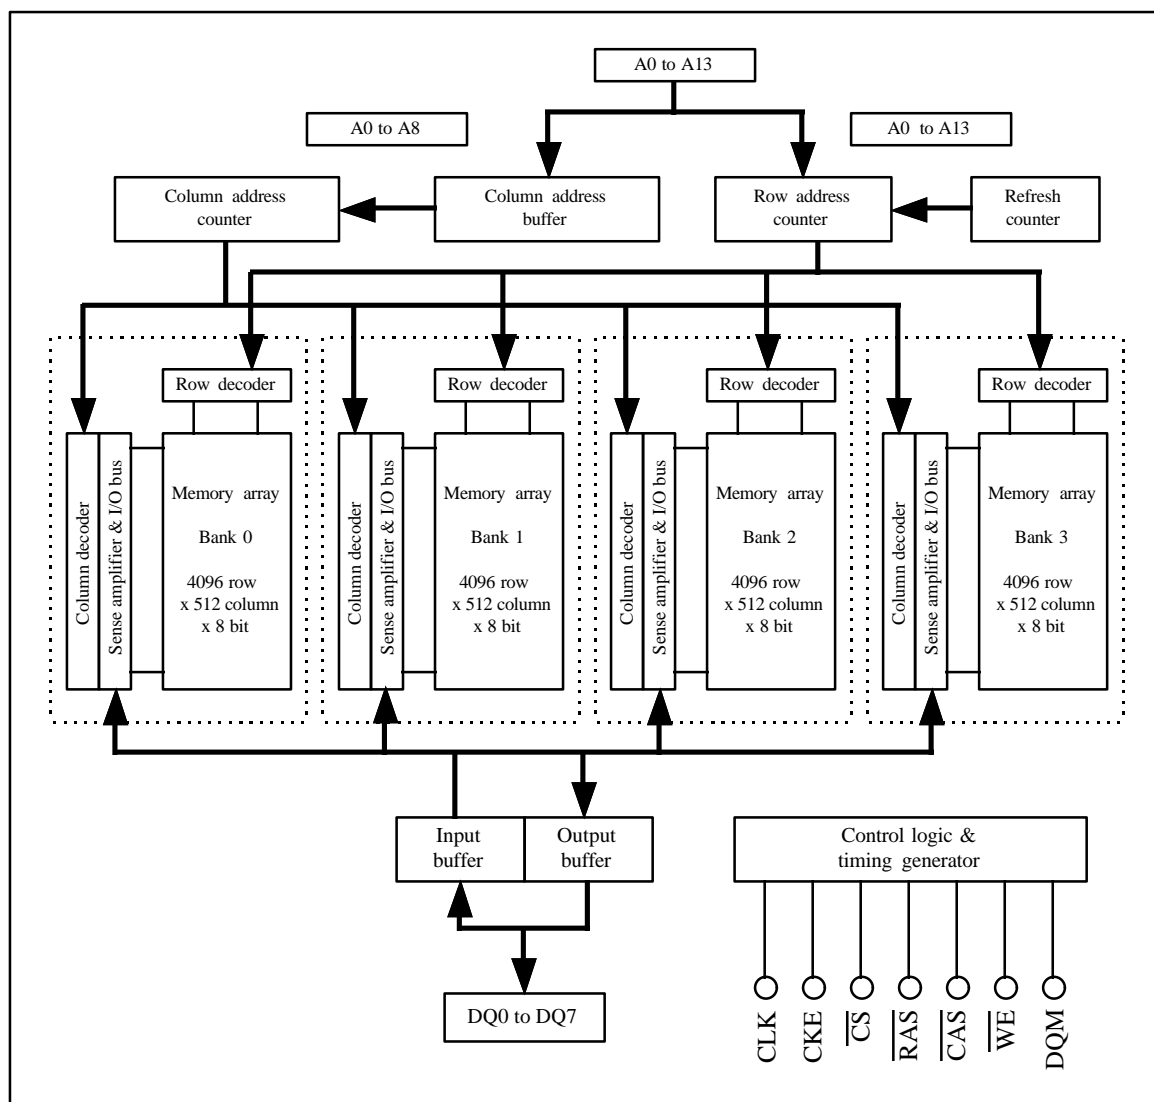 A0 to A13
A0 to A8
A0 to A13
Column address
counter
Column address
buffer
Row address
counter
Refresh
counter
Row decoder
Row decoder
Row decoder
Row decoder
Column decoder
Sense amplifier & I/O bus
Memory array
Bank 0
4096 row
x 512 column
x 8 bit
Column decoder
Sense amplifier & I/O bus
Memory array
Bank 1
4096 row
x 512 column
x 8 bit
Column decoder
Sense amplifier & I/O bus
Memory array
Bank 2
4096 row
x 512 column
x 8 bit
Column decoder
Sense amplifier & I/O bus
Memory array
Bank 3
4096 row
x 512 column
x 8 bit
Input
buffer
Output
buffer
Control logic &
timing generator
DQ0 to DQ7
CLK
CKE
C̅S̅
R̅A̅S̅
C̅A̅S̅
W̅E̅
DQM